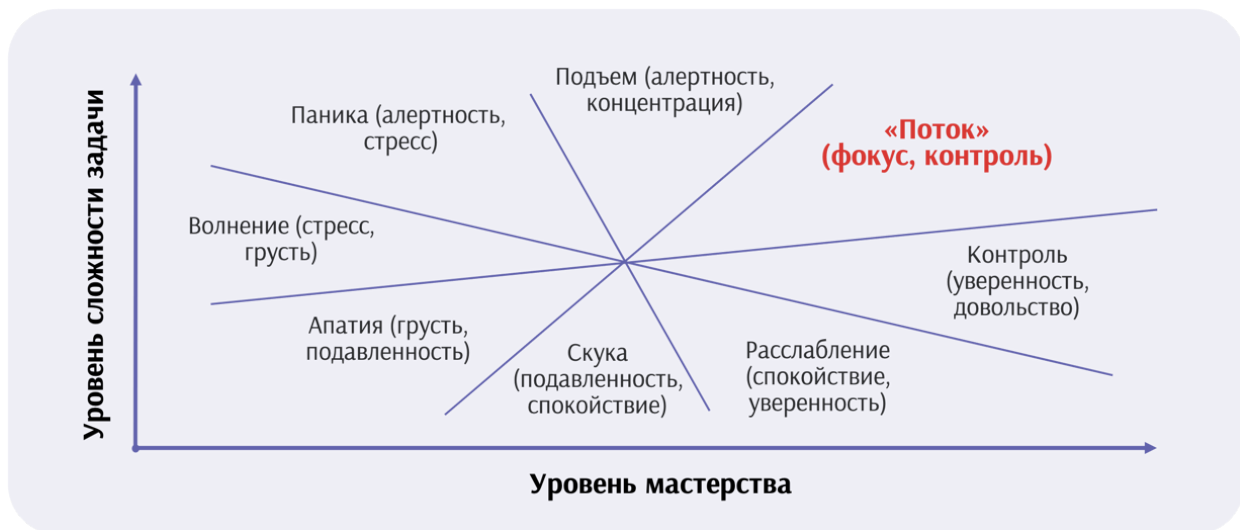 Уровень сложности задачи
Подъем (алертность,
концентрация)
Паника (алертность,
стресс)
«Поток»
(фокус, контроль)
Волнение (стресс,
грусть)
Контроль
(уверенность,
довольство)
Апатия (грусть,
подавленность)
Скука
(подавленность,
спокойствие)
Расслабление
(спокойствие,
уверенность)
Уровень мастерства